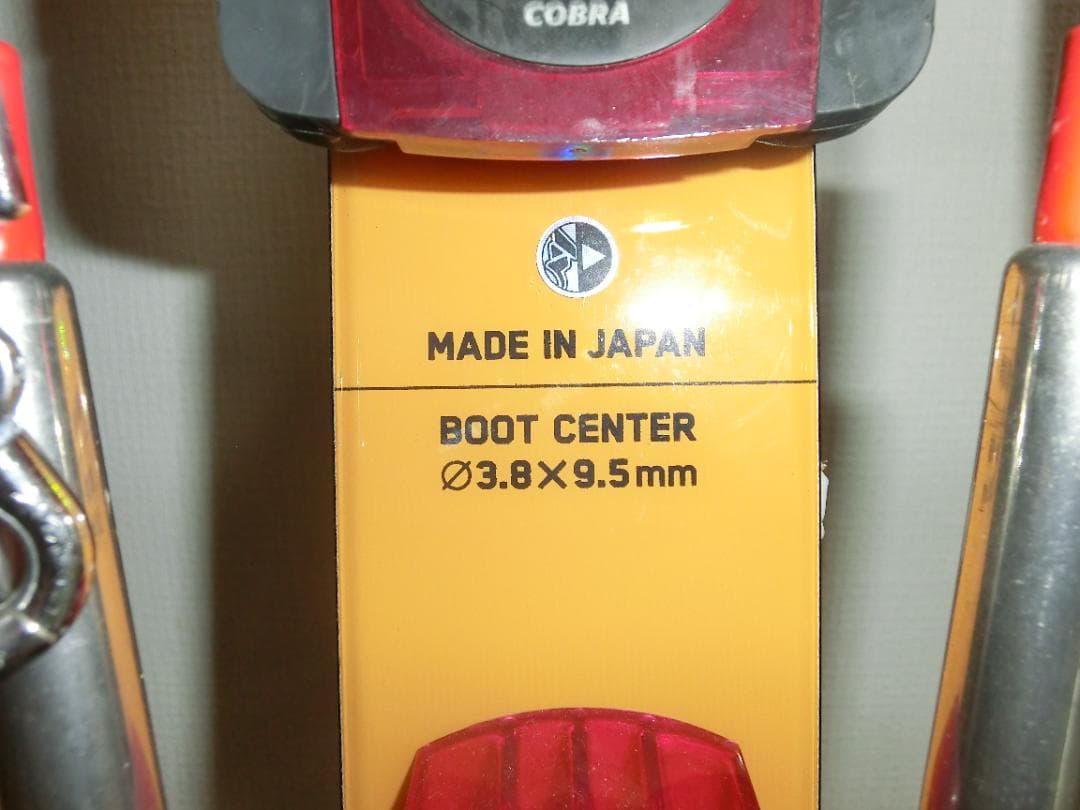 COBRA
MADE IN JAPAN
BOOT CENTER
∅3.8×9.5mm